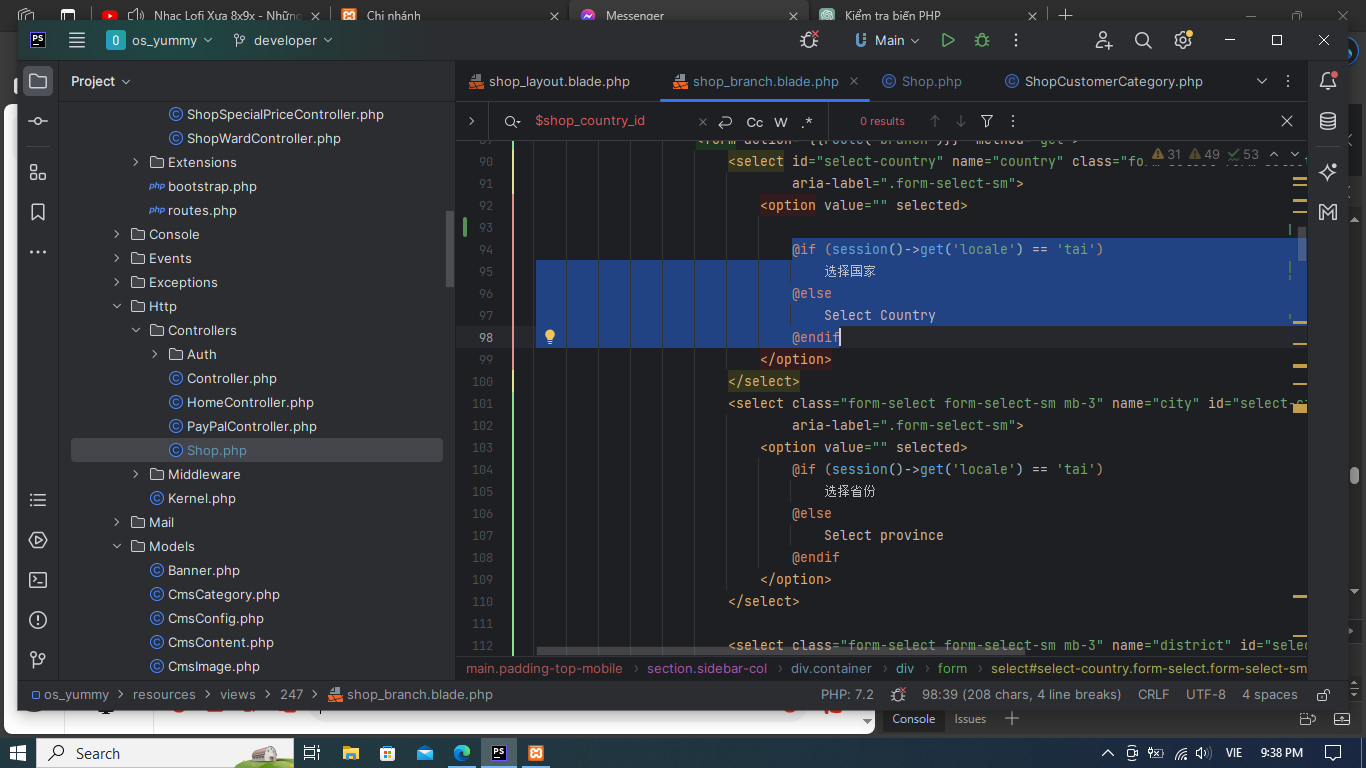 Nhạc Lofi Xưa 8x9x - Những
Chi nhánh
Messenger
Kiểm tra biến PHP
PS
O os_yummy
developer
Main
Project
shop_layout.blade.php
shop_branch.blade.php
Shop.php
ShopCustomerCategory.php
$shop_country_id
Cc W .*
0 results
ShopSpecialPriceController.php
ShopWardController.php
Extensions
php bootstrap.php
php routes.php
Console
Events
Exceptions
Http
Controllers
Auth
Controller.php
HomeController.php
PayPalController.php
Shop.php
Middleware
Kernel.php
Mail
Models
Banner.php
CmsCategory.php
CmsConfig.php
CmsContent.php
CmsImage.php
31 49 53
90 <select id="select-country" name="country" class="
91 aria-label=".form-select-sm">
92 <option value="" selected>
93
94 @if (session()->get('locale') == 'tai')
95 选择国家
96 @else
97 Select Country
98 @endif
99 </option>
100 </select>
101 <select class="form-select form-select-sm mb-3" name="city" id="select-
102 aria-label=".form-select-sm">
103 <option value="" selected>
104 @if (session()->get('locale') == 'tai')
105 选择省份
106 @else
107 Select province
108 @endif
109 </option>
110 </select>
111
112 <select class="form-select form-select-sm mb-3" name="district" id="selec
main.padding-top-mobile section.sidebar-col div.container div form select#select-country.form-select.form-select-sm
os_yummy resources views 247 shop_branch.blade.php
PHP: 7.2
98:39 (208 chars, 4 line breaks) CRLF UTF-8 4 spaces
Console Issues
Search
PS
VIE
9:38 PM